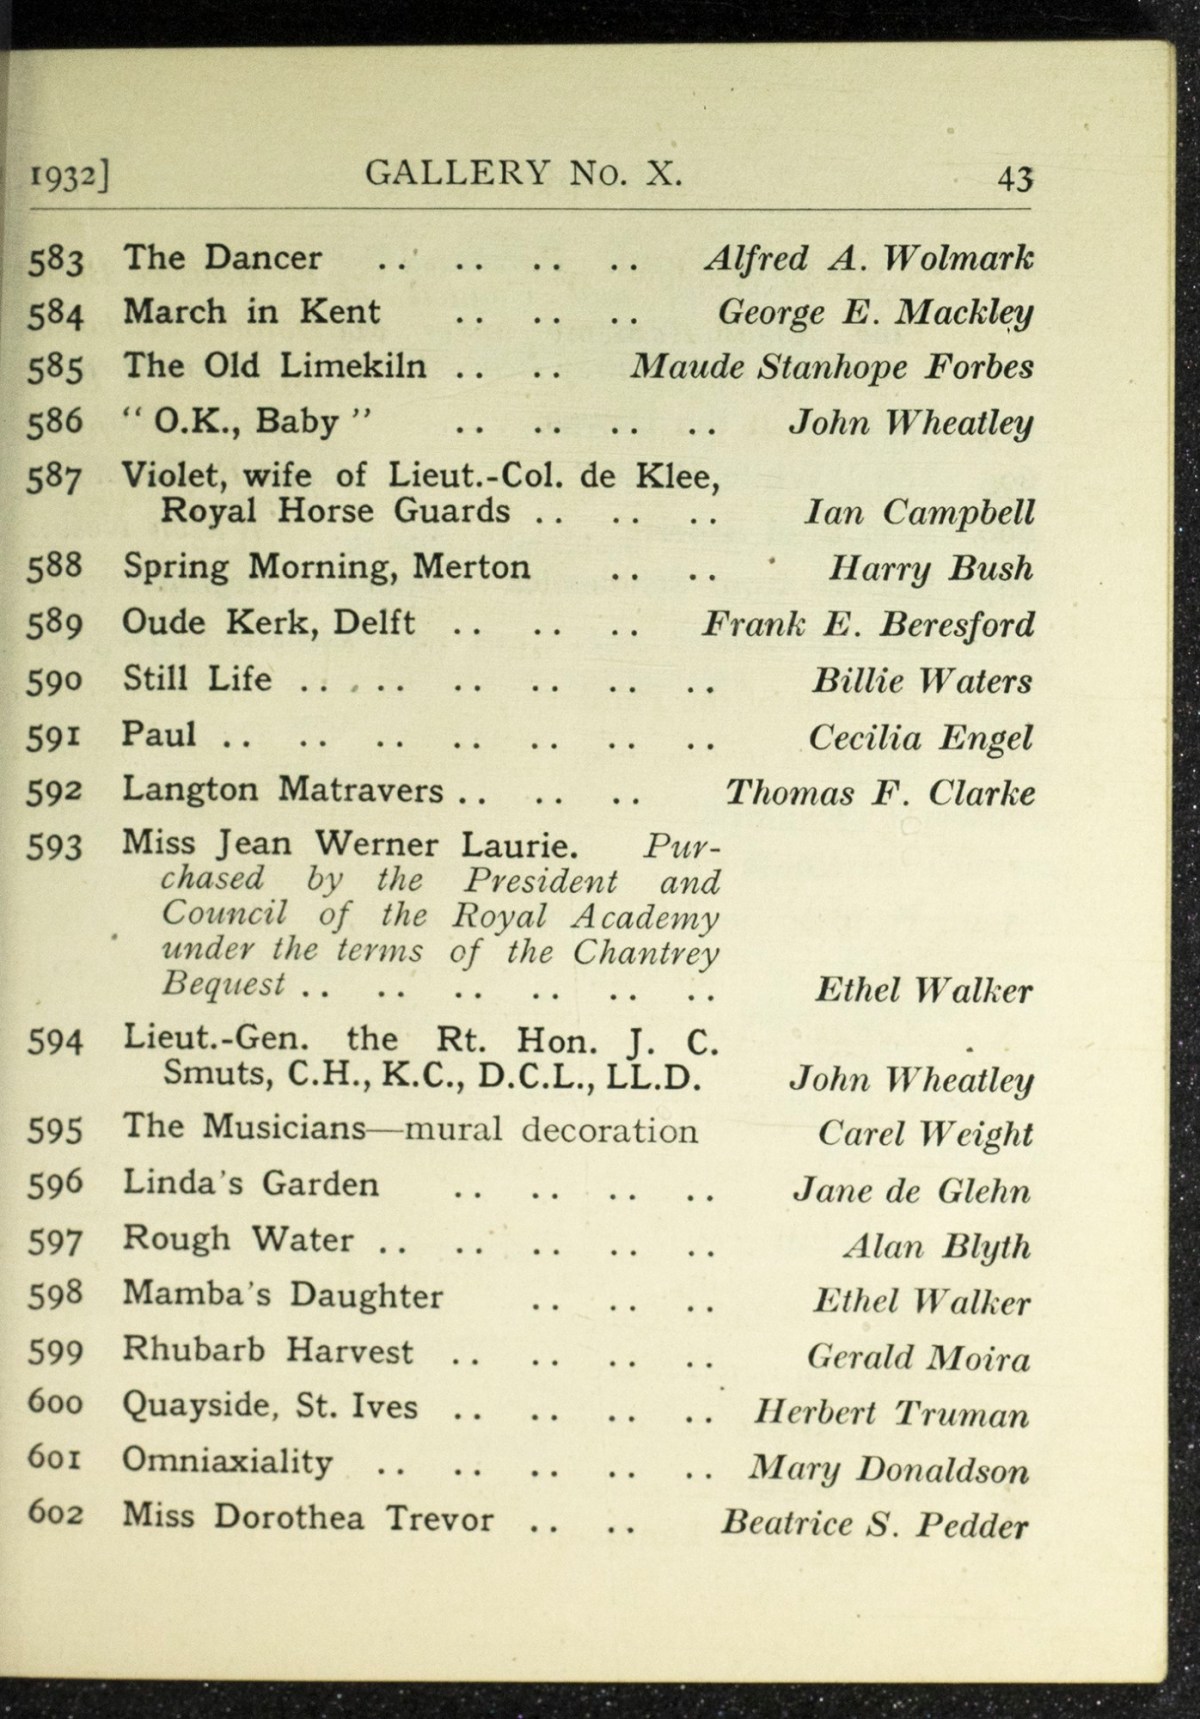 1932] GALLERY No. X. 43
583 The Dancer .. .. .. .. Alfred A. Wolmark
584 March in Kent .. .. .. George E. Mackley
585 The Old Limekiln .. .. Maude Stanhope Forbes
586 “ O.K., Baby ” .. .. .. .. John Wheatley
587 Violet, wife of Lieut.-Col. de Klee,
Royal Horse Guards .. .. .. Ian Campbell
588 Spring Morning, Merton .. .. Harry Bush
589 Oude Kerk, Delft .. .. .. Frank E. Beresford
590 Still Life .. .. .. .. .. .. Billie Waters
591 Paul .. .. .. .. .. .. .. Cecilia Engel
592 Langton Matravers .. .. .. Thomas F. Clarke
593 Miss Jean Werner Laurie. Pur-
chased by the President and
Council of the Royal Academy
under the terms of the Chantrey
Bequest .. .. .. .. .. .. Ethel Walker
594 Lieut.-Gen. the Rt. Hon. J. C.
Smuts, C.H., K.C., D.C.L., LL.D. John Wheatley
595 The Musicians—mural decoration Carel Weight
596 Linda's Garden .. .. .. .. Jane de Glehn
597 Rough Water .. .. .. .. .. Alan Blyth
598 Mamba's Daughter .. .. .. Ethel Walker
599 Rhubarb Harvest .. .. .. .. Gerald Moira
600 Quayside, St. Ives .. .. .. .. Herbert Truman
601 Omniaxiality .. .. .. .. .. Mary Donaldson
602 Miss Dorothea Trevor .. .. Beatrice S. Pedder